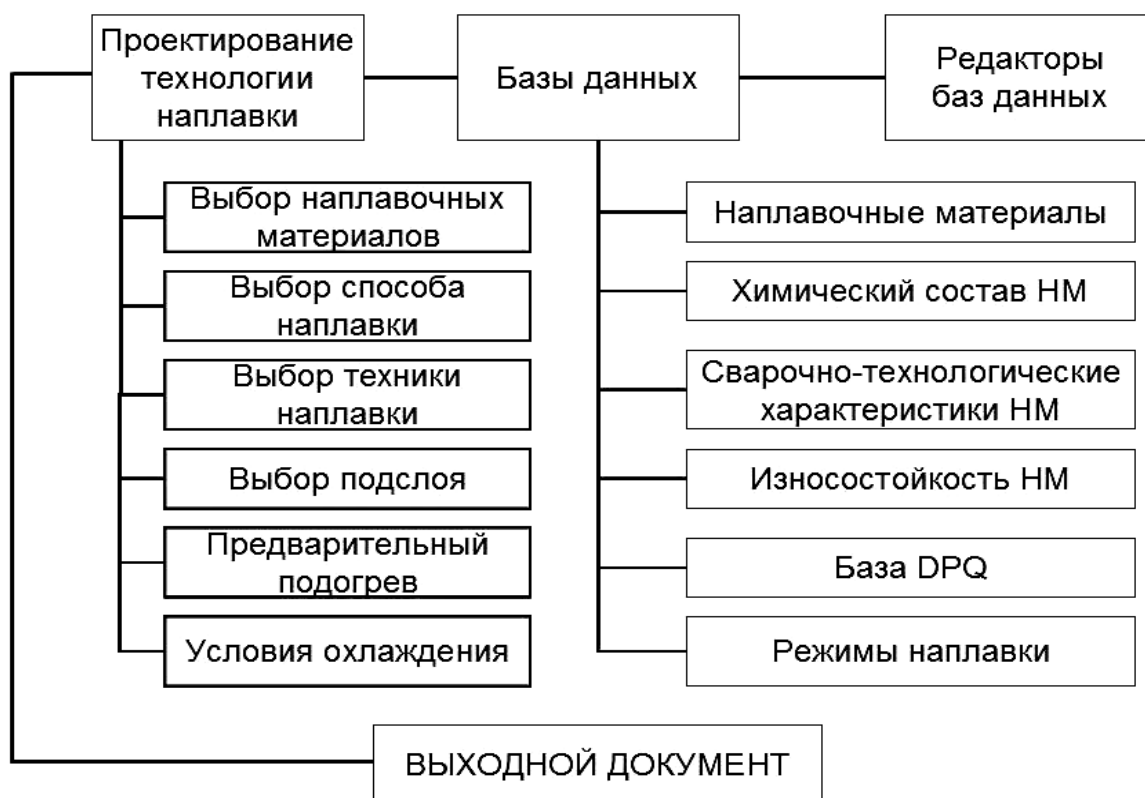 Проектирование
технологии
наплавки
Базы данных
Редакторы
баз данных
Выбор наплавочных
материалов
Выбор способа
наплавки
Выбор техники
наплавки
Выбор подслоя
Предварительный
подогрев
Условия охлаждения
Наплавочные материалы
Химический состав НМ
Сварочно-технологические
характеристики НМ
Износостойкость НМ
База DPQ
Режимы наплавки
ВЫХОДНОЙ ДОКУМЕНТ